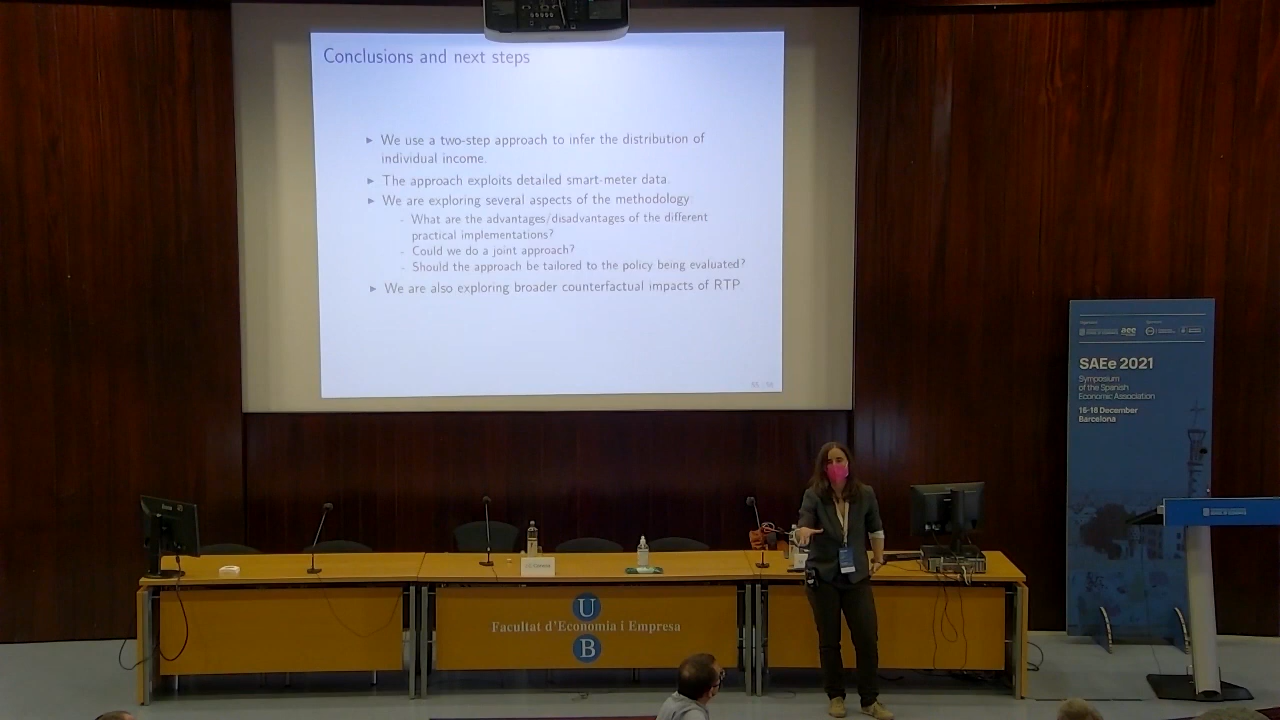 Conclusions and next steps
► We use a two-step approach to infer the distribution of
individual income.
► The approach exploits detailed smart-meter data.
► We are exploring several aspects of the methodology
- What are the advantages/disadvantages of the different
practical implementations?
- Could we do a joint approach?
- Should the approach be tailored to the policy being evaluated?
► We are also exploring broader counterfactual impacts of RTP
aee
SAEe 2021
Symposium
of the Spanish
Economic Association
16-18 December
Barcelona
U
Facultat d'Economia i Empresa
B